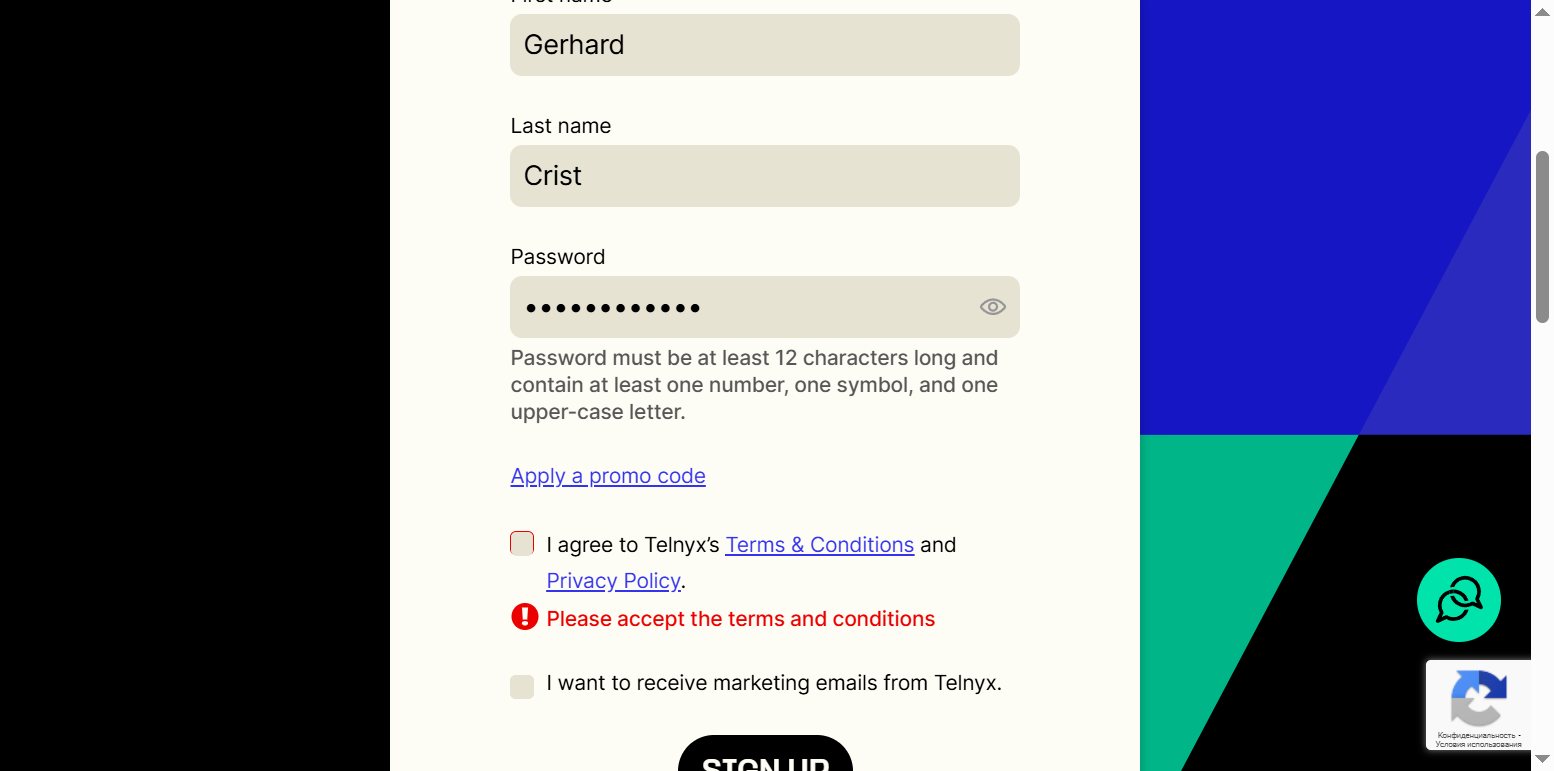 First name
Gerhard
Last name
Crist
Password
Password must be at least 12 characters long and
contain at least one number, one symbol, and one
upper-case letter.
Apply a promo code
I agree to Telnyx’s Terms & Conditions and
Privacy Policy.
Please accept the terms and conditions
I want to receive marketing emails from Telnyx.
SIGN UP
Конфиденциальность -
Условия использования